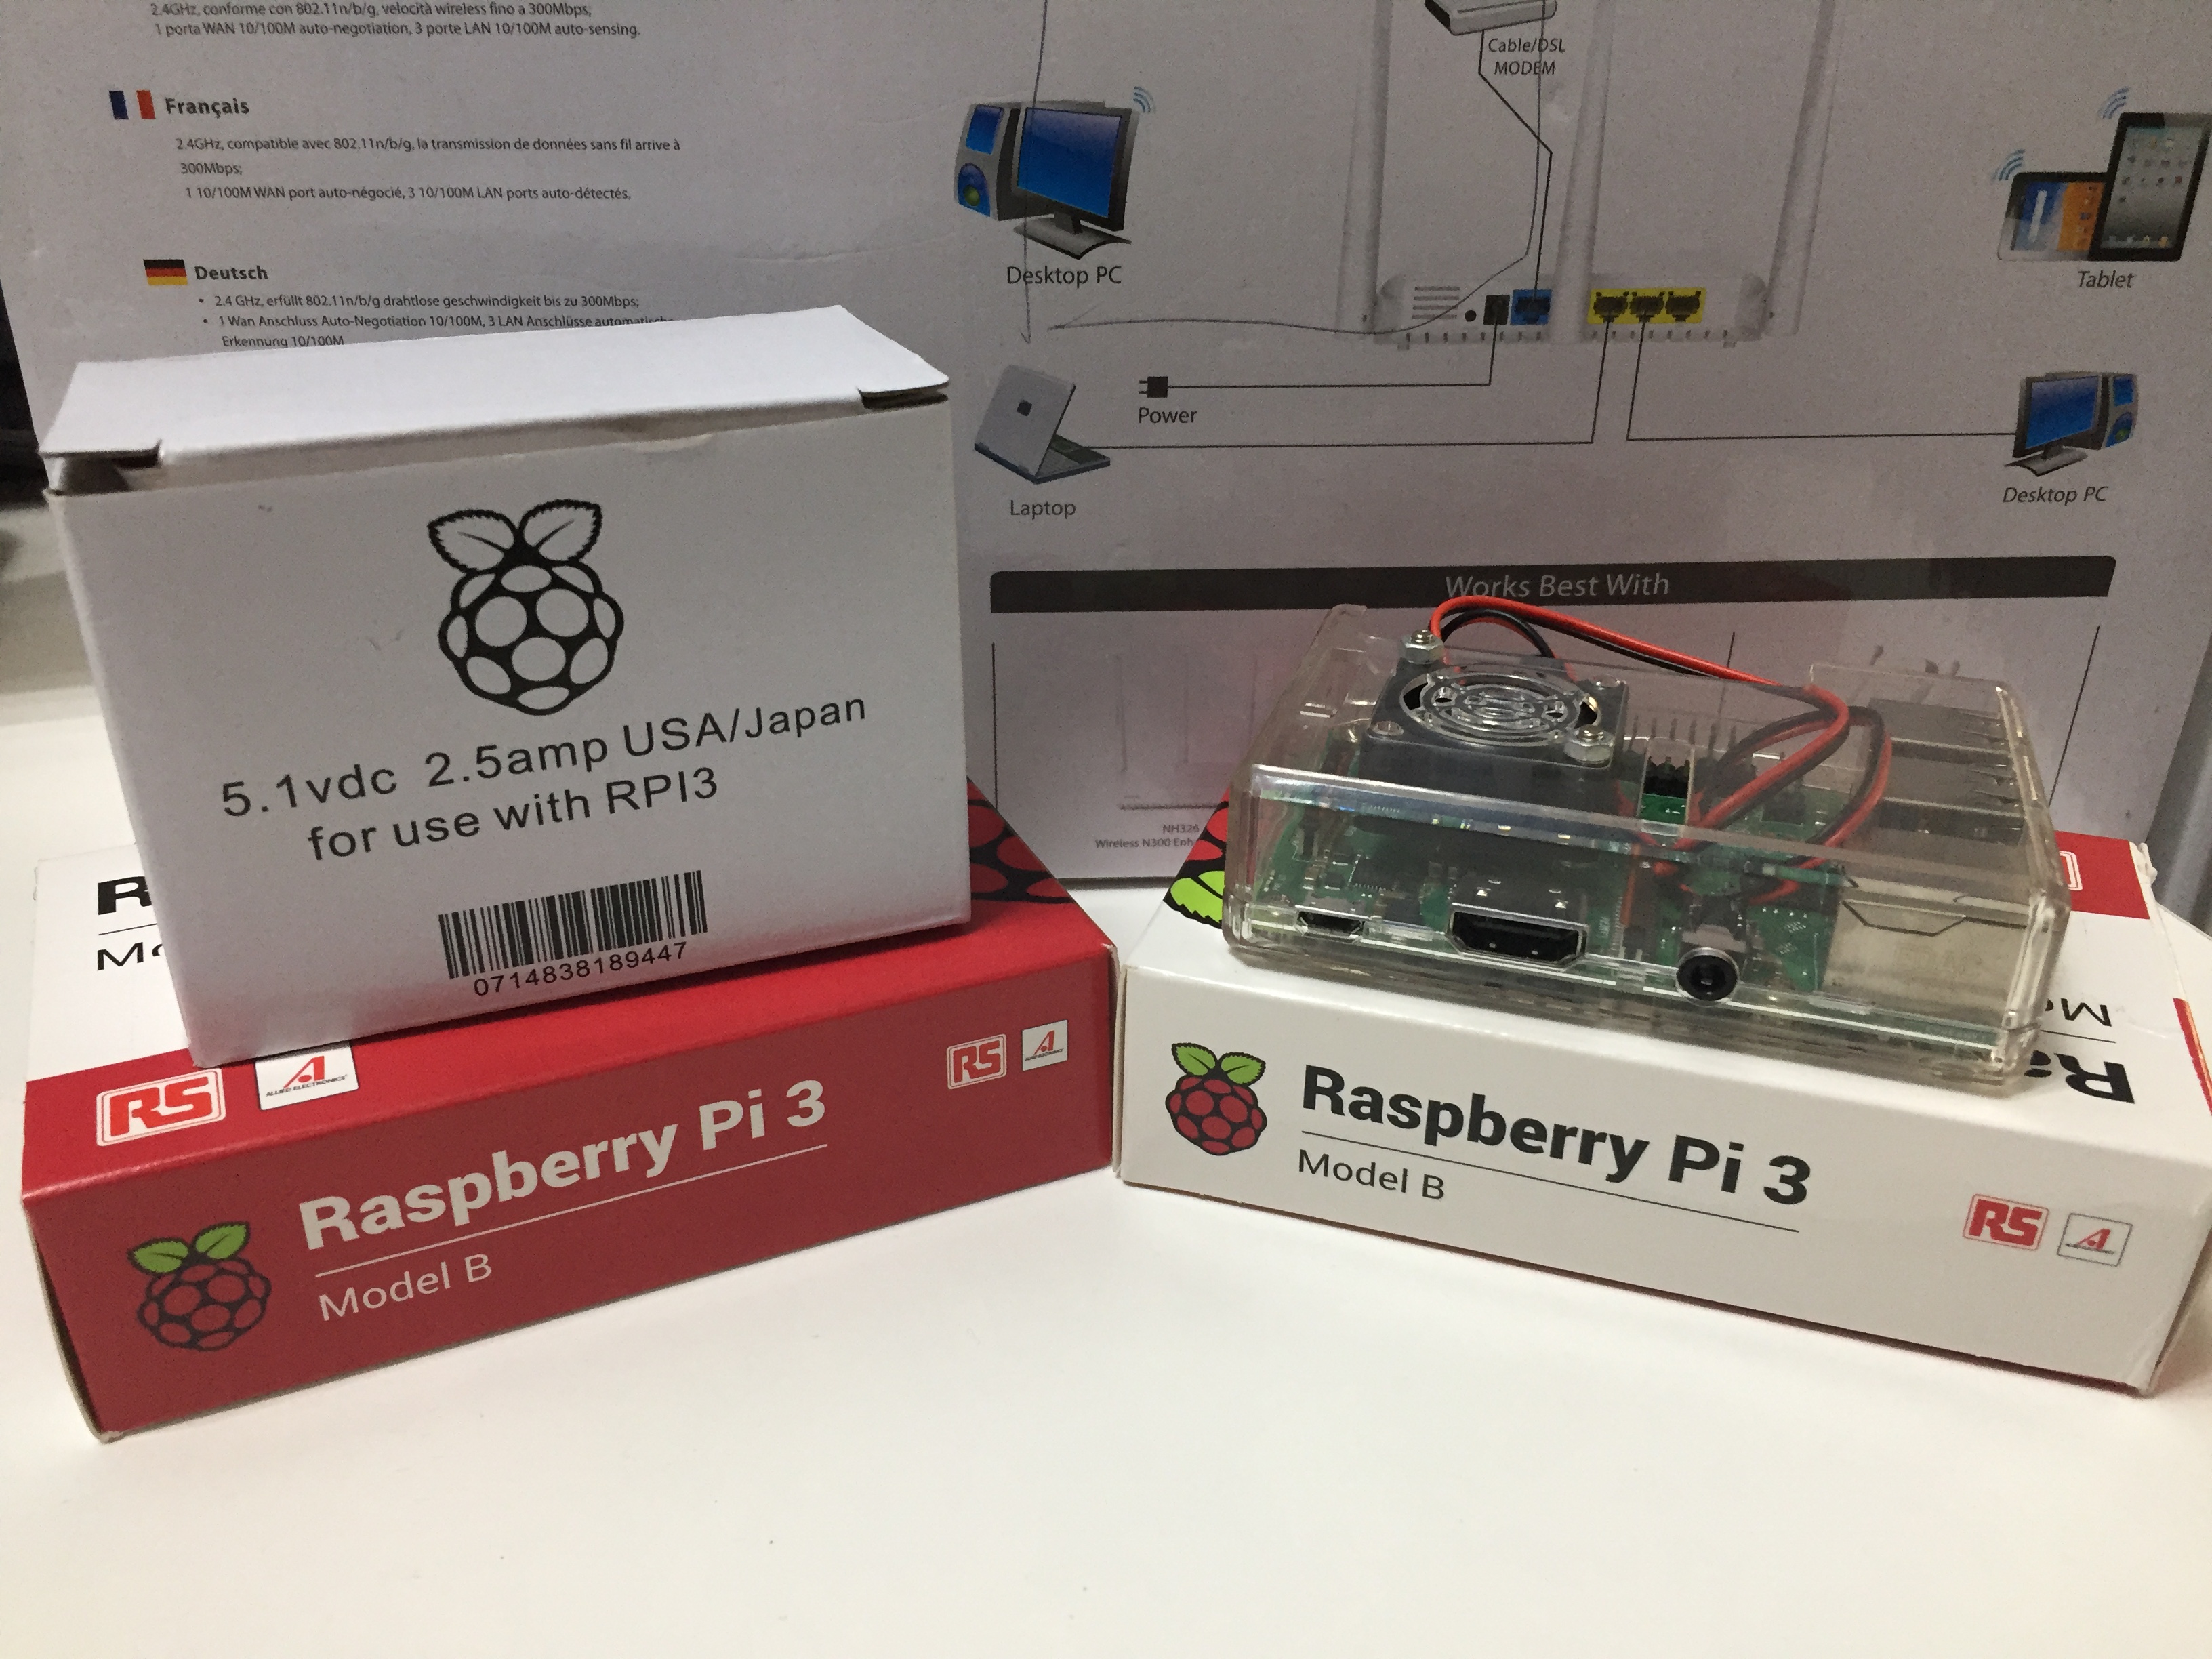 2.4GHz, conforme con 802.11n/b/g, velocità wireless fino a 300Mbps;
1 porta WAN 10/100M auto-negotiation, 3 porte LAN 10/100M auto-sensing.
Français
2.4GHz, compatible avec 802.11n/b/g, la transmission de données sans fil arrive à
300Mbps;
1 10/100M WAN port auto-négocié, 3 10/100M LAN ports auto-détectés.
Deutsch
• 2.4 GHz, erfüllt 802.11n/b/g drahtlose geschwindigkeit bis zu 300Mbps;
• 1 Wan Anschluss Auto-Negotiation 10/100M, 3 LAN Anschlüsse
Erkennung 10/100M
Cable/DSL
MODEM
Desktop PC
Tablet
Power
Laptop
Desktop PC
Works Best With
NH326
Wireless N300
5.1vdc 2.5amp USA/Japan
for use with RPI3
0714838189447
RS
ALLIED ELECTRONICS
Raspberry Pi 3
Model B
RS
Raspberry Pi 3
Model B
RS